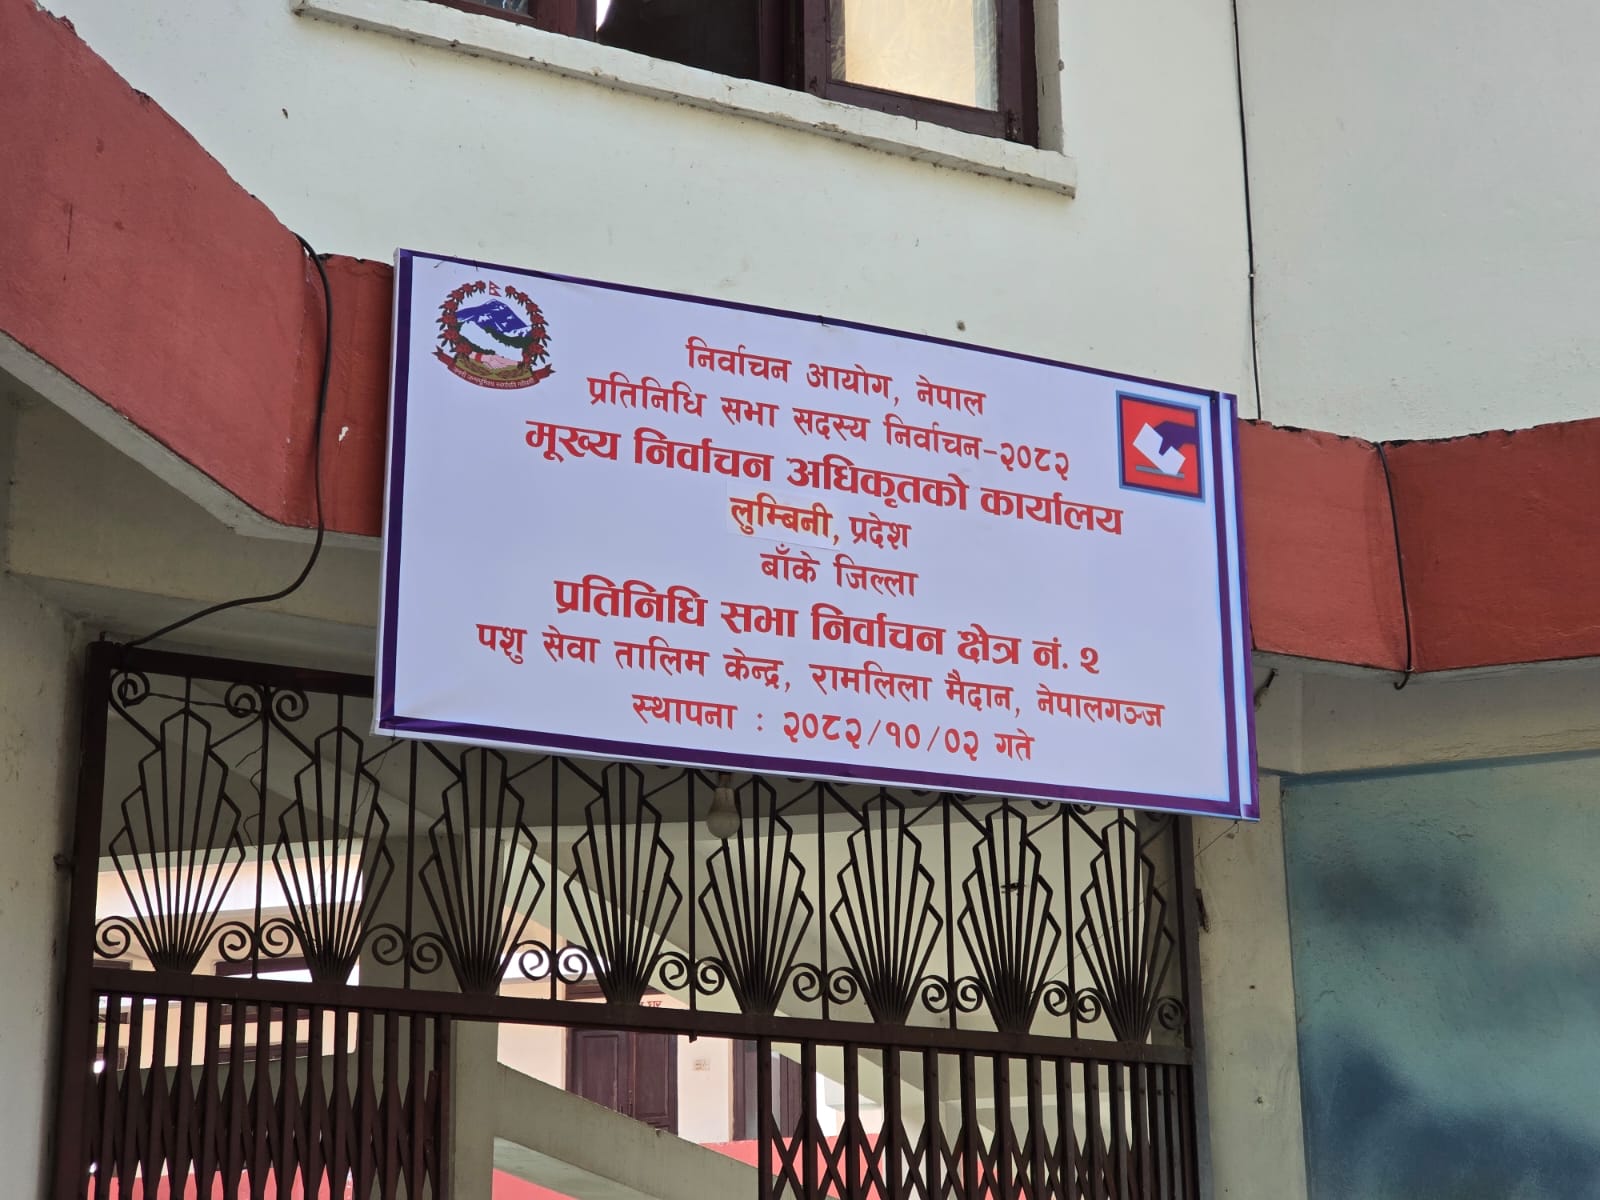 निर्वाचन आयोग, नेपाल
प्रतिनिधि सभा सदस्य निर्वाचन-२०८२
मूख्य निर्वाचन अधिकृतको कार्यालय
लुम्बिनी, प्रदेश
बाँके जिल्ला
प्रतिनिधि सभा निर्वाचन क्षेत्र नं. २
पशु सेवा तालिम केन्द्र, रामलिला मैदान, नेपालगञ्ज
स्थापना : २०८२/१०/०२ गते